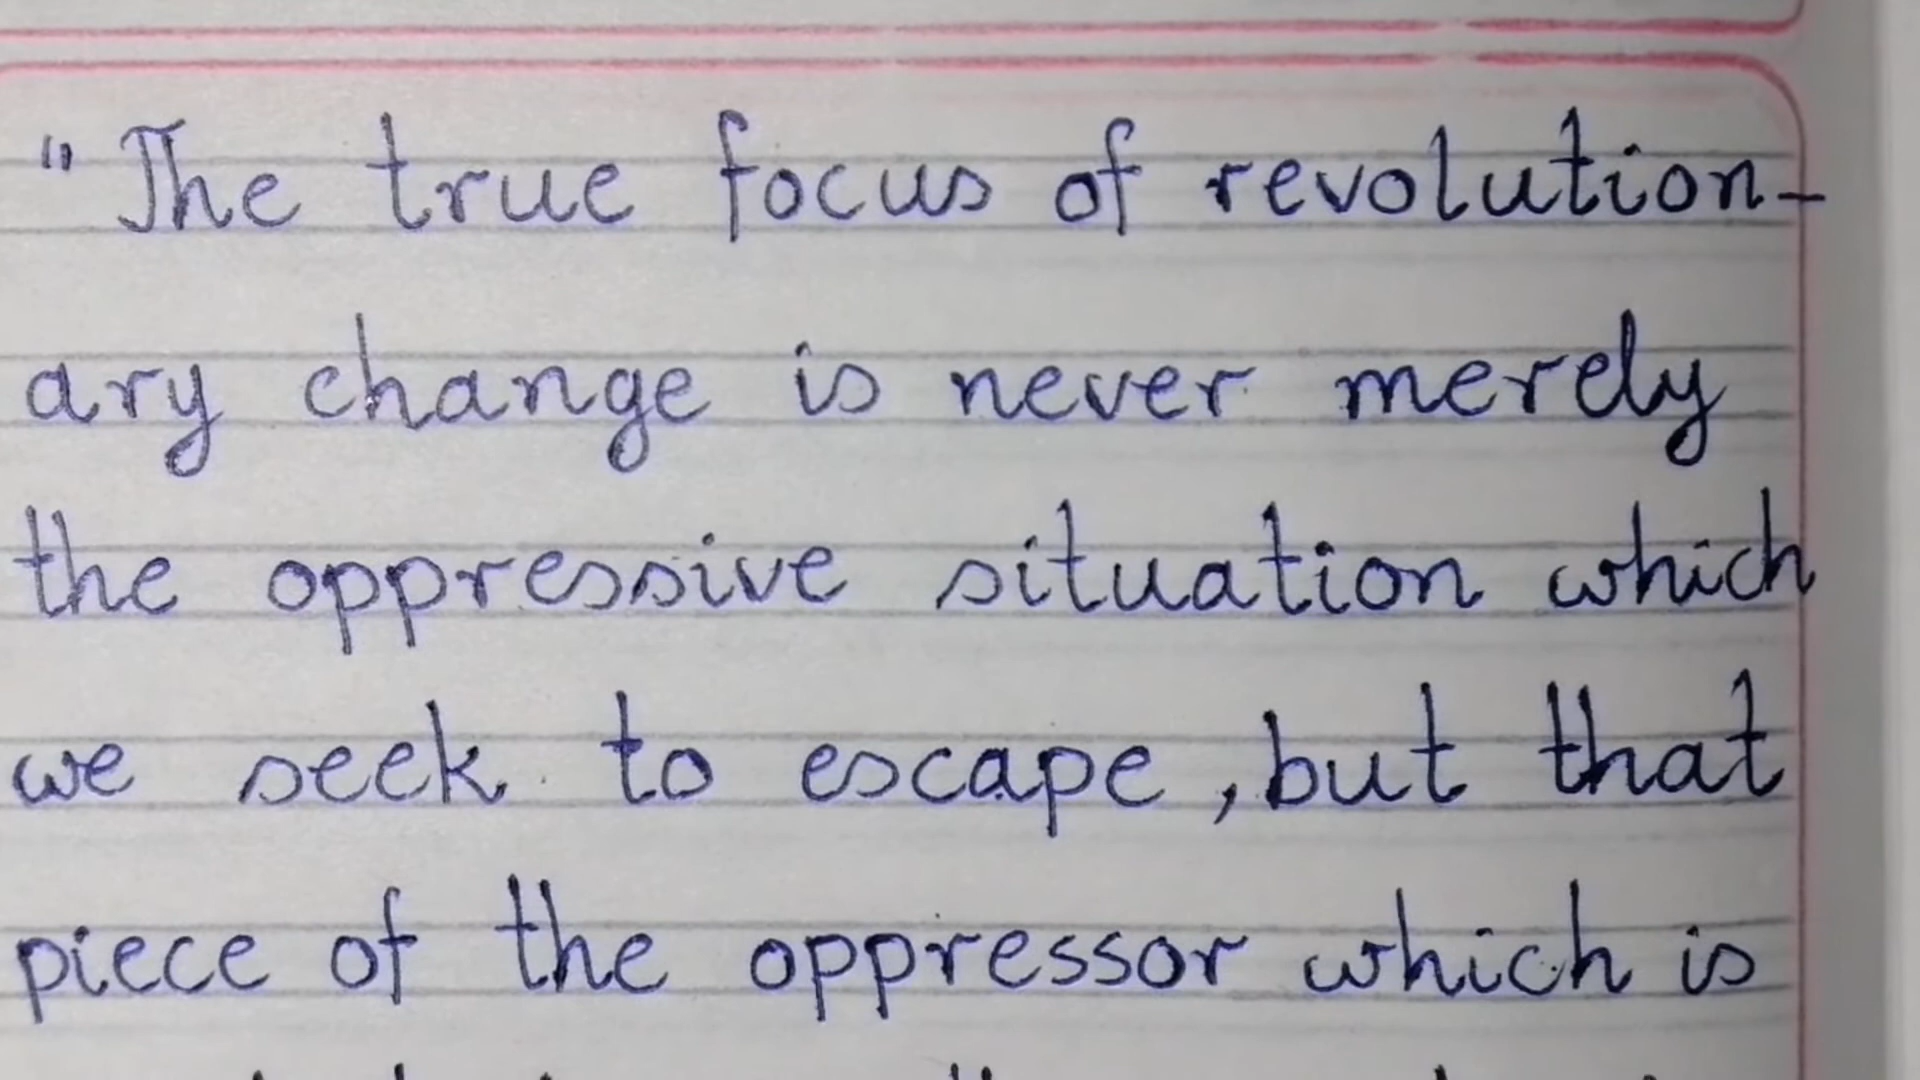 "The true focus of revolution-
ary change is never merely
the oppressive situation which
we seek to escape, but that
piece of the oppressor which is